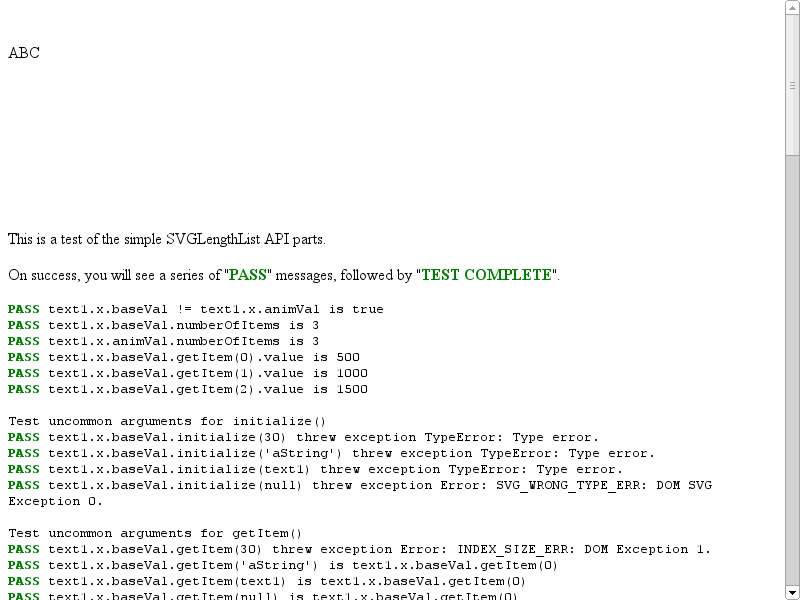 ABC
This is a test of the simple SVGLengthList API parts.
On success, you will see a series of "PASS" messages, followed by "TEST COMPLETE".
PASS text1.x.baseVal != text1.x.animVal is true
PASS text1.x.baseVal.numberOfItems is 3
PASS text1.x.animVal.numberOfItems is 3
PASS text1.x.baseVal.getItem(0).value is 500
PASS text1.x.baseVal.getItem(1).value is 1000
PASS text1.x.baseVal.getItem(2).value is 1500
Test uncommon arguments for initialize()
PASS text1.x.baseVal.initialize(30) threw exception TypeError: Type error.
PASS text1.x.baseVal.initialize('aString') threw exception TypeError: Type error.
PASS text1.x.baseVal.initialize(text1) threw exception TypeError: Type error.
PASS text1.x.baseVal.initialize(null) threw exception Error: SVG_WRONG_TYPE_ERR: DOM SVG
Exception 0.
Test uncommon arguments for getItem()
PASS text1.x.baseVal.getItem(30) threw exception Error: INDEX_SIZE_ERR: DOM Exception 1.
PASS text1.x.baseVal.getItem('aString') is text1.x.baseVal.getItem(0)
PASS text1.x.baseVal.getItem(text1) is text1.x.baseVal.getItem(0)
PASS text1.x.baseVal.getItem(null) is text1.x.baseVal.getItem(0)